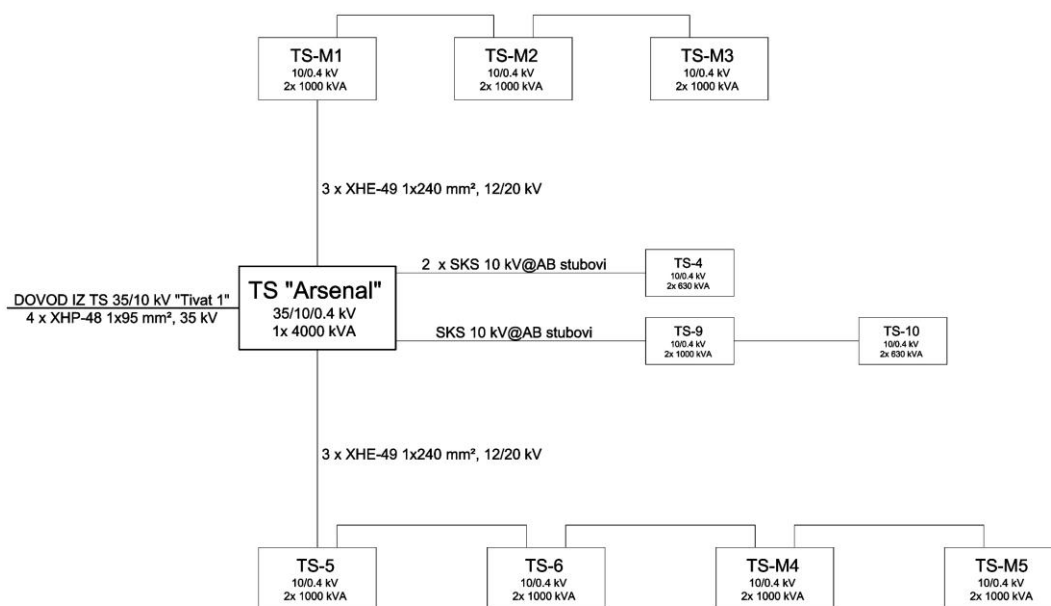 TS-M1
10/0.4 kV
2x 1000 kVA
TS-M2
10/0.4 kV
2x 1000 kVA
TS-M3
10/0.4 kV
2x 1000 kVA
3 x XHE-49 1x240 mm², 12/20 kV
DOVOD IZ TS 35/10 kV "Tivat 1"
4 x XHP-48 1x95 mm², 35 kV
TS "Arsenal"
35/10/0.4 kV
1x 4000 kVA
2 x SKS 10 kV@AB stubovi
TS-4
10/0.4 kV
2x 630 kVA
SKS 10 kV@AB stubovi
TS-9
10/0.4 kV
2x 1000 kVA
TS-10
10/0.4 kV
2x 630 kVA
3 x XHE-49 1x240 mm², 12/20 kV
TS-5
10/0.4 kV
2x 1000 kVA
TS-6
10/0.4 kV
2x 1000 kVA
TS-M4
10/0.4 kV
2x 1000 kVA
TS-M5
10/0.4 kV
2x 1000 kVA